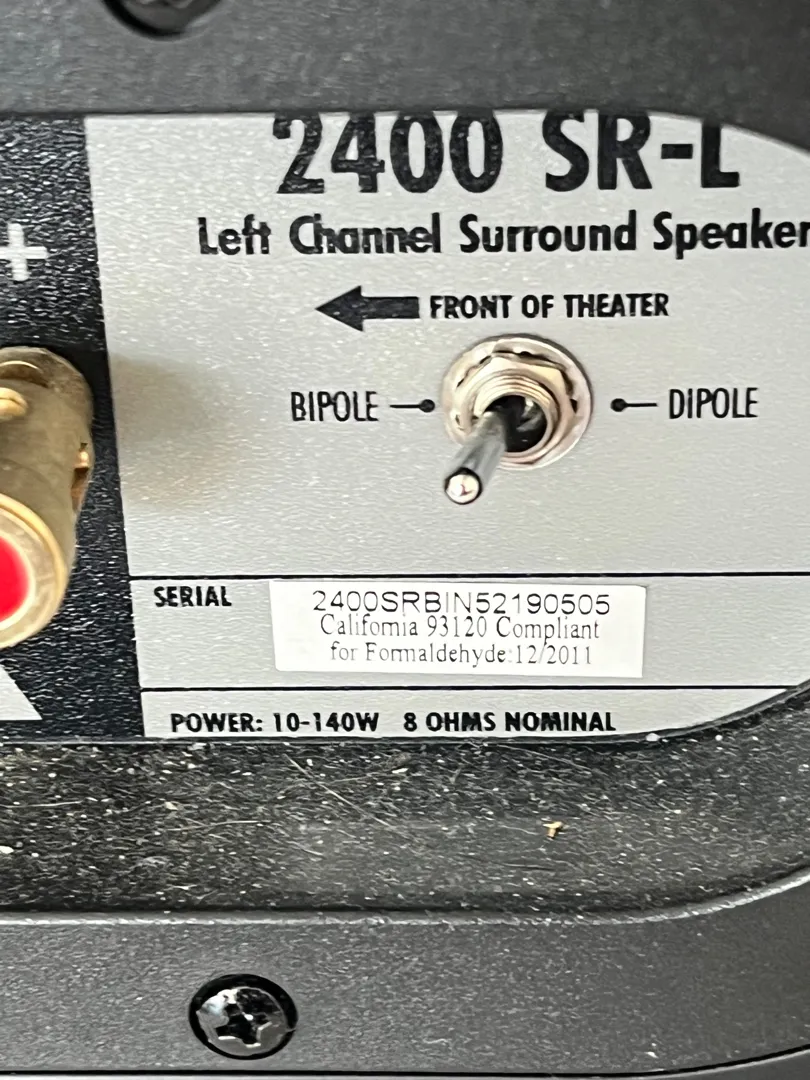 2400 SR-L
Left Channel Surround Speaker
+
FRONT OF THEATER
BIPOLE
DIPOLE
SERIAL
2400SRBIN52190505
California 93120 Compliant
for Formaldehyde:12/2011
POWER: 10-140W 8 OHMS NOMINAL